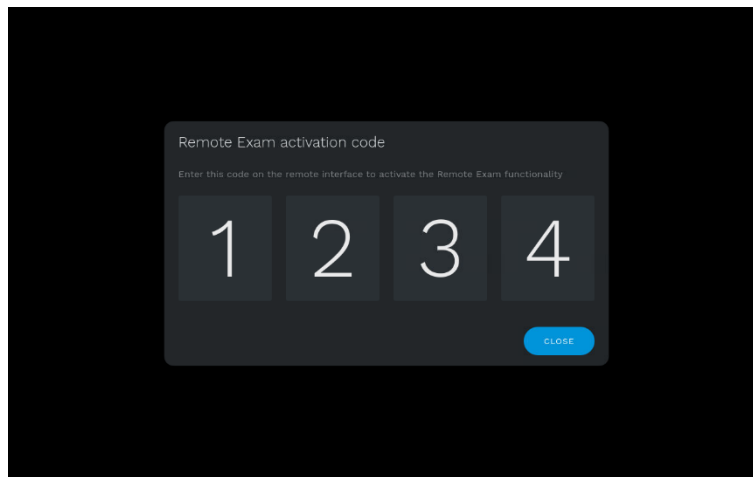 Remote Exam activation code
Enter this code on the remote interface to activate the Remote Exam functionality
1 2 3 4
CLOSE